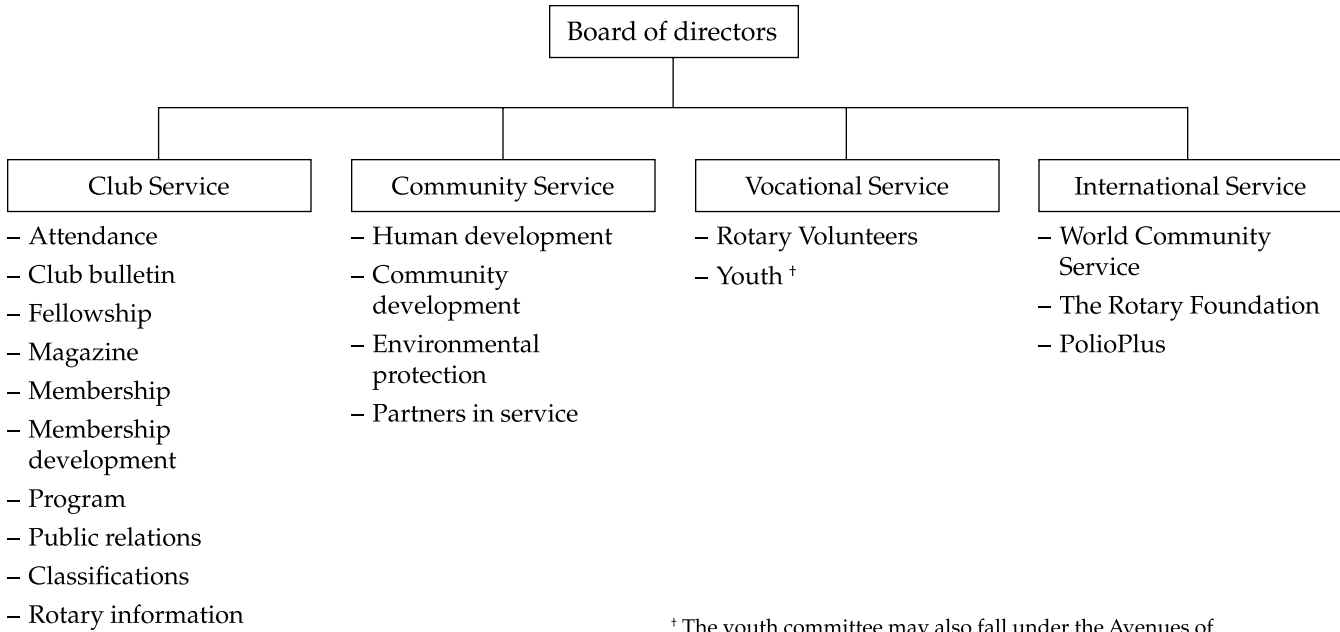 Board of directors
Club Service
– Attendance
– Club bulletin
– Fellowship
– Magazine
– Membership
– Membership
development
– Program
– Public relations
– Classifications
– Rotary information
Community Service
– Human development
– Community
development
– Environmental
protection
– Partners in service
Vocational Service
– Rotary Volunteers
– Youth †
International Service
– World Community
Service
– The Rotary Foundation
– PolioPlus
† The youth committee may also fall under the Avenues of